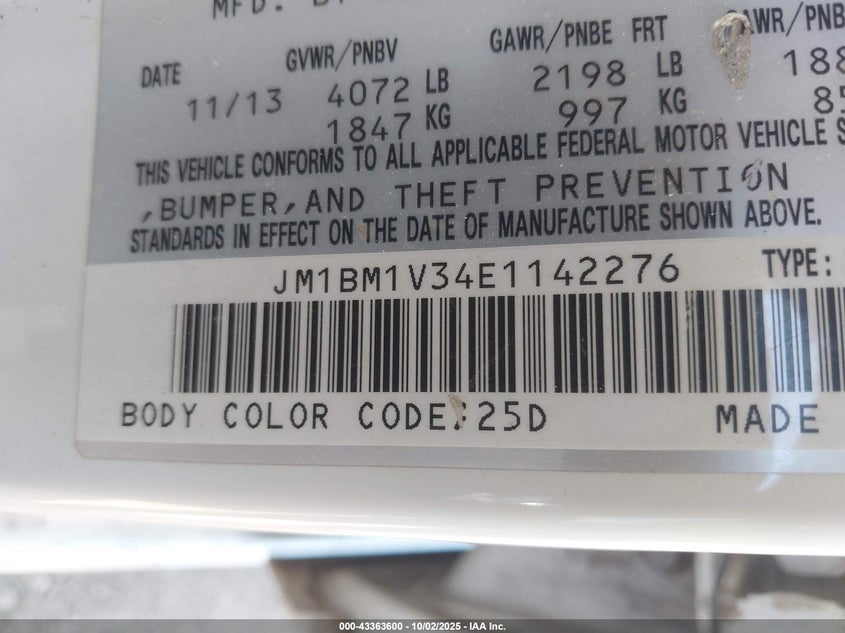 MFD. BY
GVWR/PNBV GAWR/PNBE FRT GAWR/PNB
DATE 11/13 4072 LB 2198 LB 188
1847 KG 997 KG 85
THIS VEHICLE CONFORMS TO ALL APPLICABLE FEDERAL MOTOR VEHICLE S
,BUMPER,AND THEFT PREVENTION
STANDARDS IN EFFECT ON THE DATE OF MANUFACTURE SHOWN ABOVE.
JM1BM1V34E1142276 TYPE:
BODY COLOR CODE:25D MADE
000-43363600 - 10/02/2025 - IAA Inc.